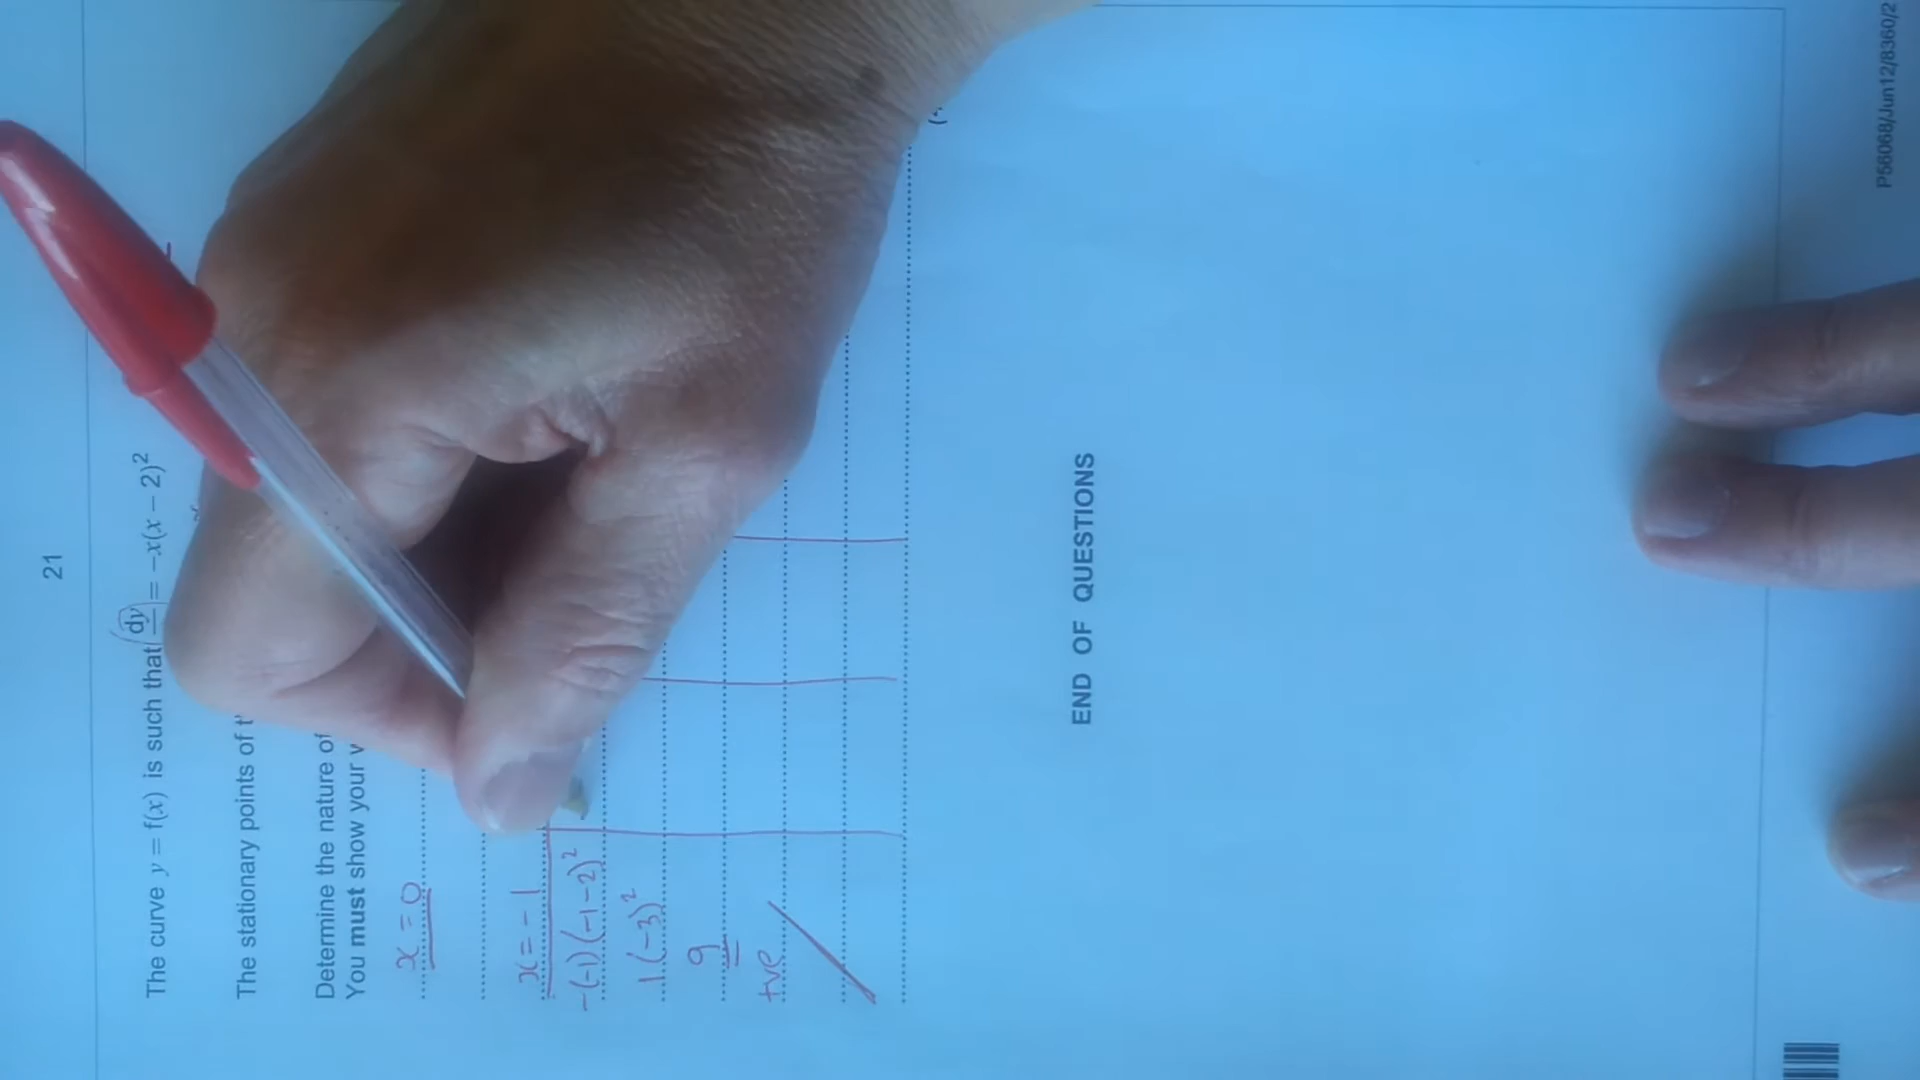 21
The curve y = f(x) is such that dy = −x(x − 2)²
The stationary points of
Determine the nature of
You must show your
x = 0
x = -1
-(-1)(-1-2)²
1(-3)²
9
+ve
END OF QUESTIONS
P56068/Jun12/8360/2